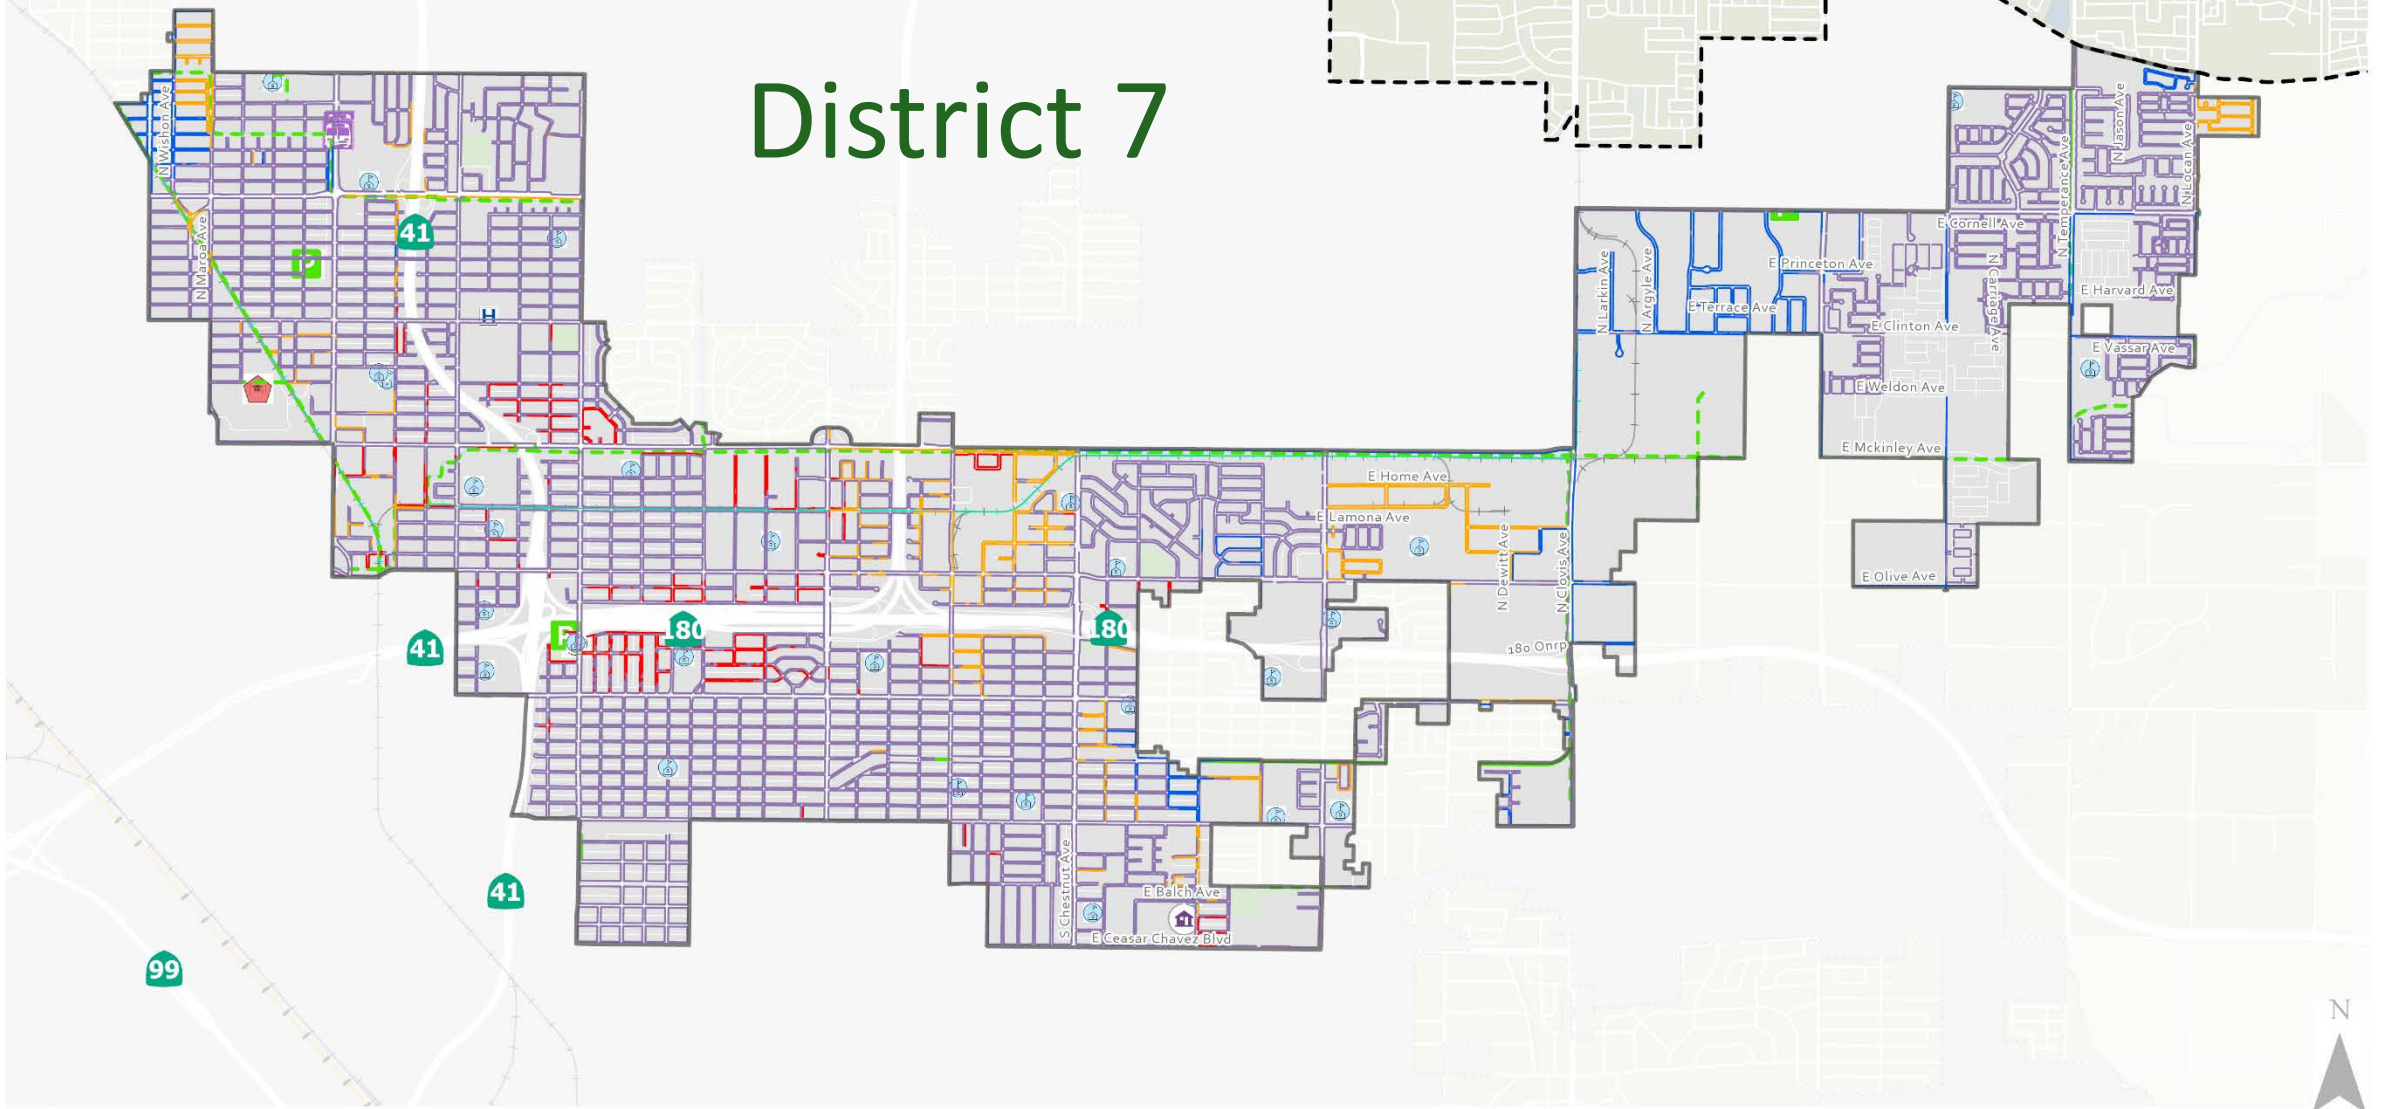 District 7
N Wishon Ave
N Maroa Ave
41
P
H
N Jason Ave
N Locan Ave
N Temperance Ave
E Cornell Ave
E Princeton Ave
N Larkin Ave
N Argyle Ave
E Terrace Ave
N Carriage Ave
E Harvard Ave
E Clinton Ave
E Vassar Ave
E Weldon Ave
E Mckinley Ave
E Home Ave
E Lamona Ave
N Dewitt Ave
N Clovis Ave
E Olive Ave
P
180
180
41
180 Onrp
S Chestnut Ave
E Balch Ave
E Ceasar Chavez Blvd
41
99
N